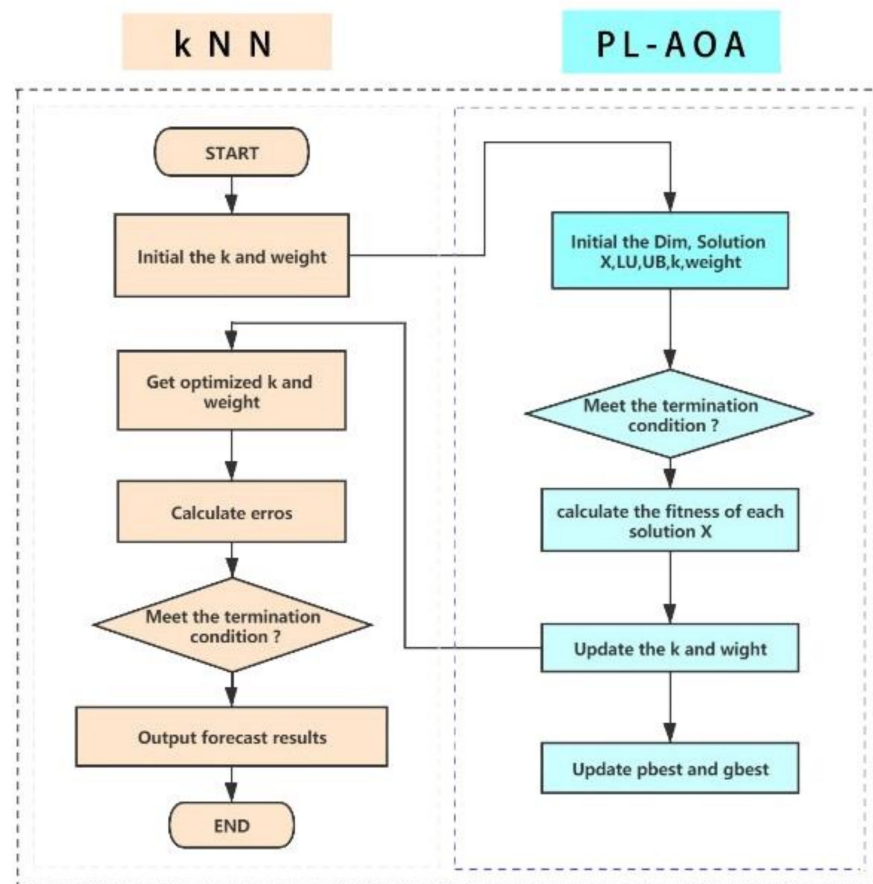 k N N
PL-AOA
START
Initial the k and weight
Get optimized k and
weight
Calculate erros
Meet the termination
condition ?
Output forecast results
END
Initial the Dim, Solution
X,LU,UB,k,weight
Meet the termination
condition ?
calculate the fitness of each
solution X
Update the k and wight
Update pbest and gbest